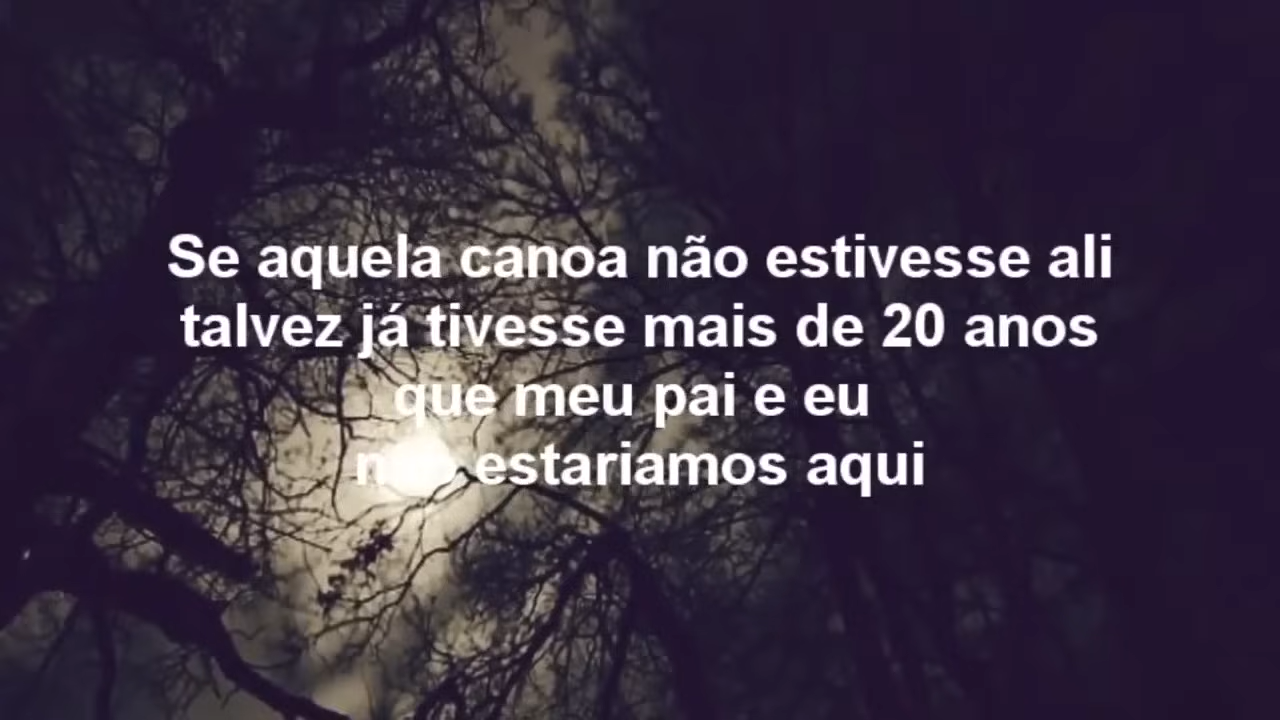 Se aquela canoa não estivesse ali
talvez já tivesse mais de 20 anos
que meu pai e eu
estariamos aqui